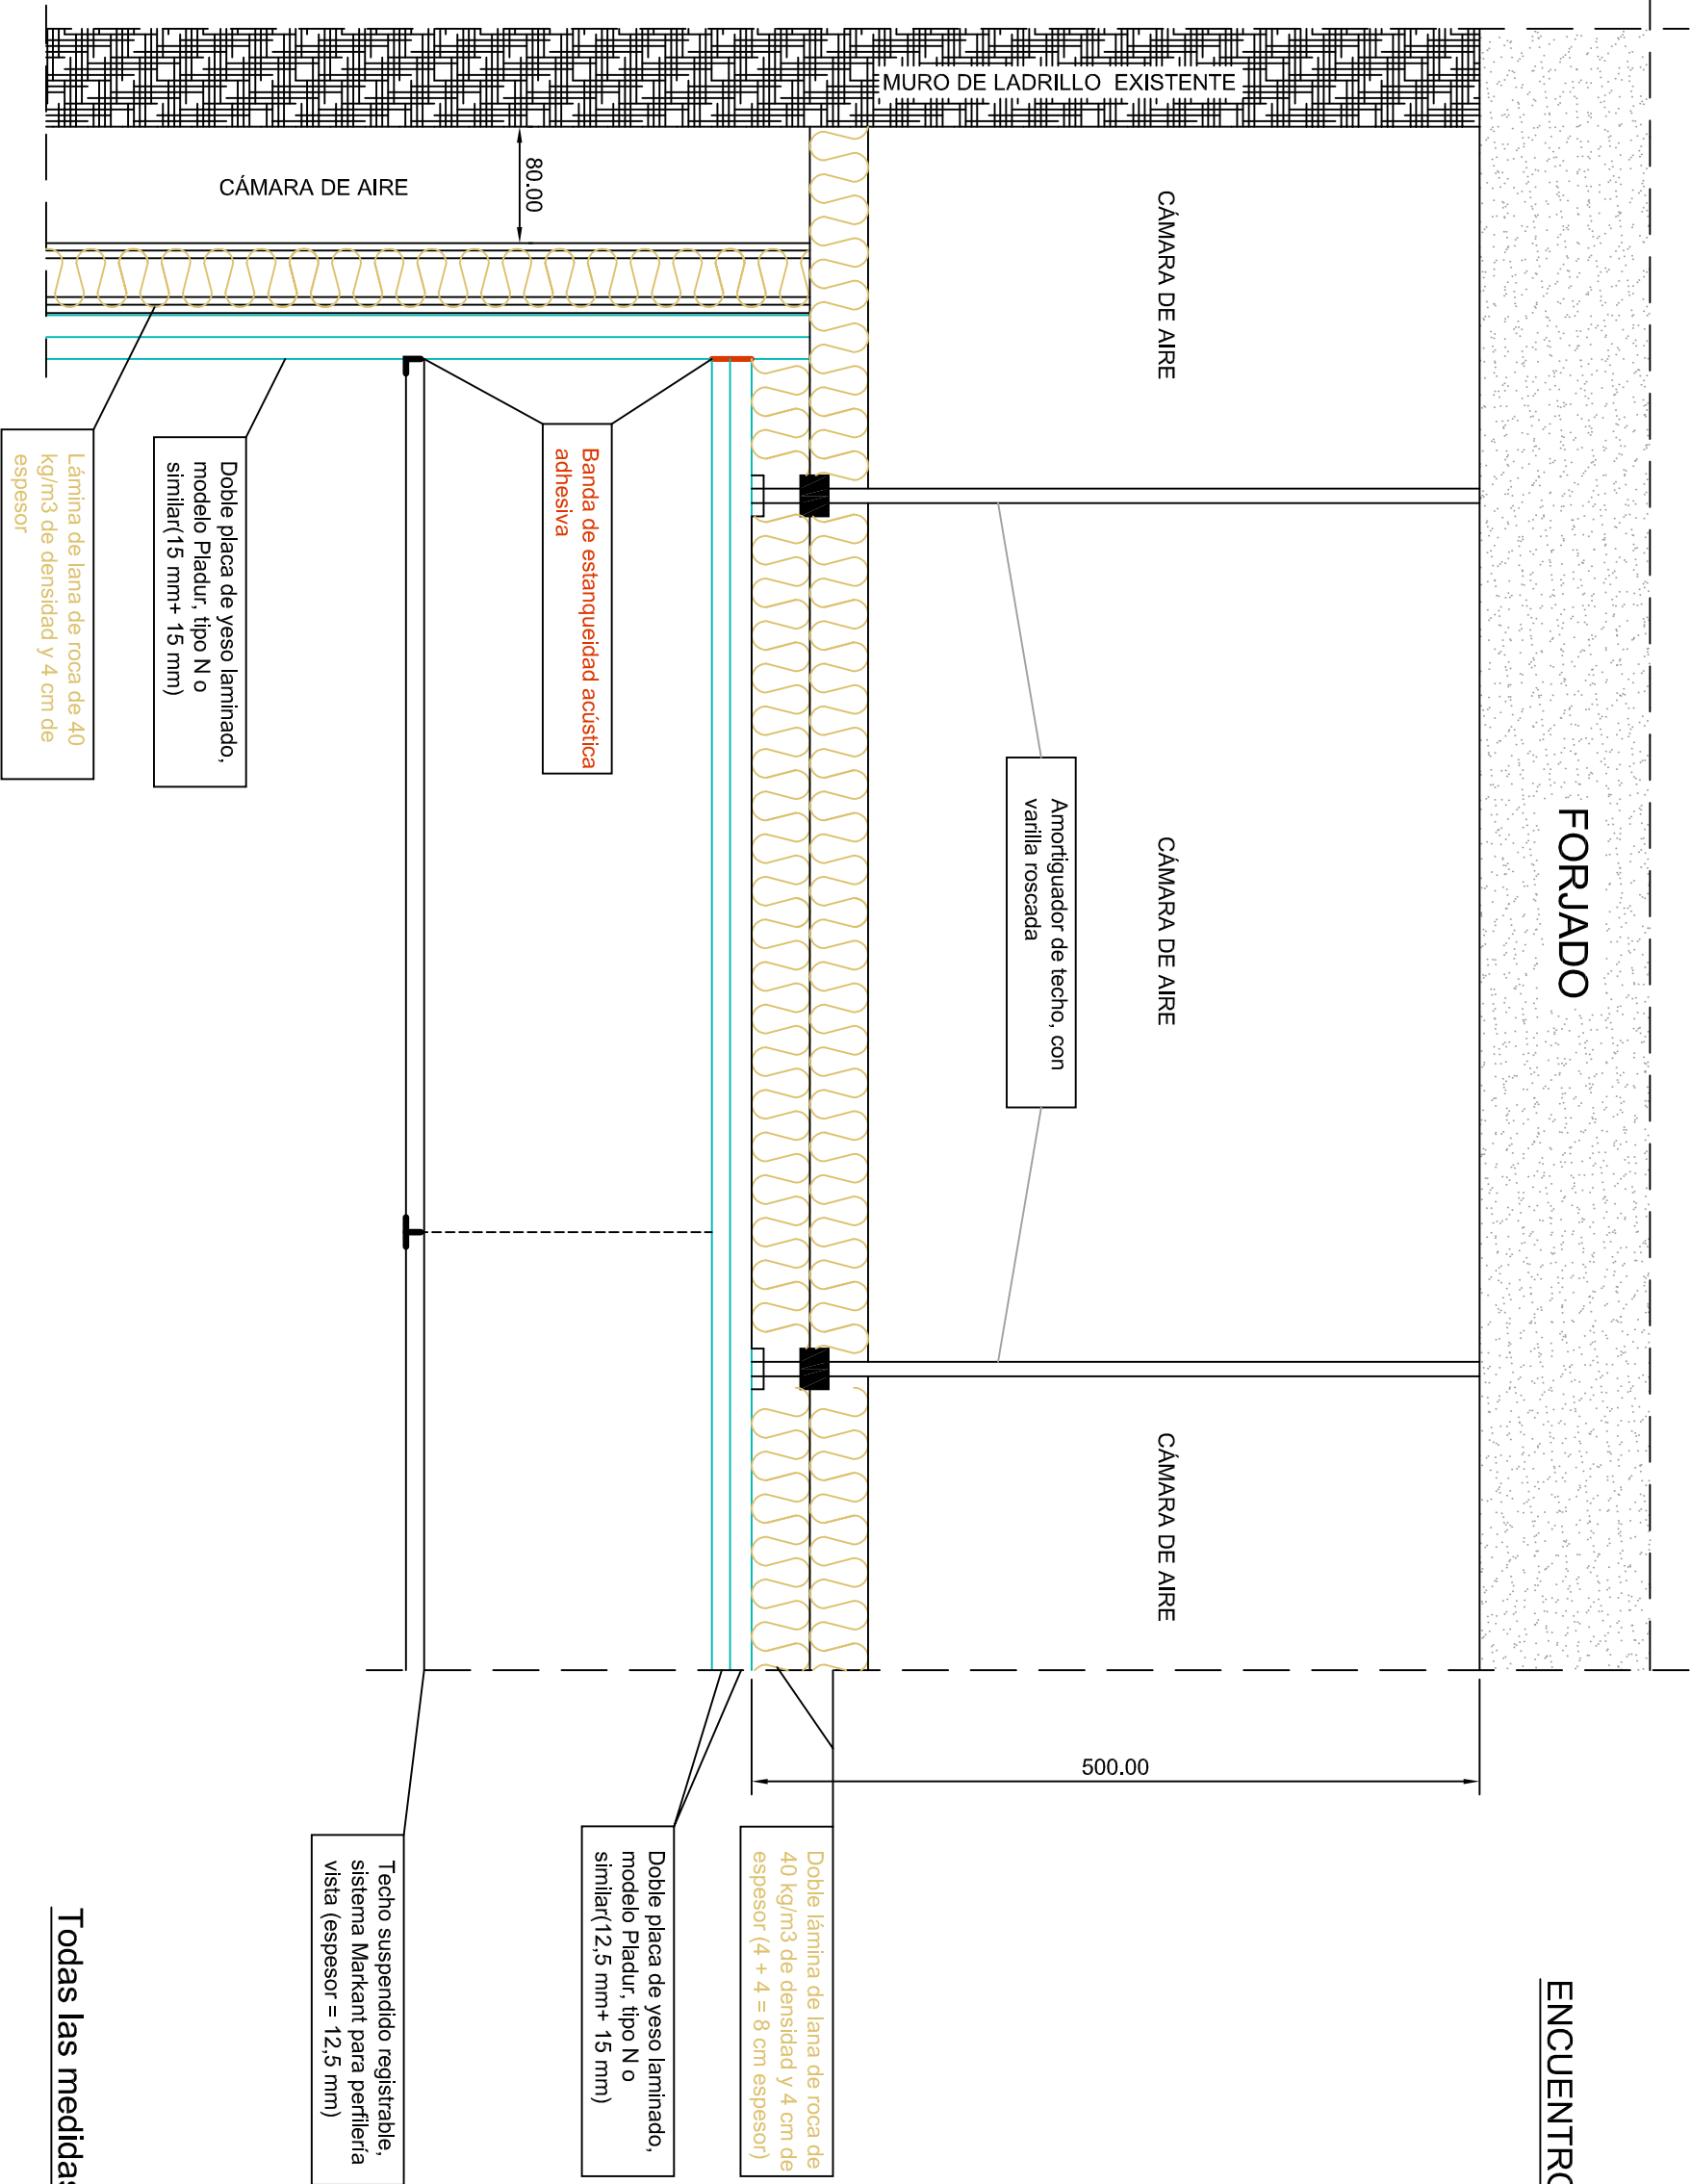 FORJADO
ENCUENTRO
MURO DE LADRILLO EXISTENTE
CÁMARA DE AIRE
CÁMARA DE AIRE
CÁMARA DE AIRE
CÁMARA DE AIRE
80.00
500.00
Amortiguador de techo, con
varilla roscada
Banda de estanqueidad acústica
adhesiva
Doble placa de yeso laminado,
modelo Pladur, tipo N o
similar(15 mm+ 15 mm)
Lámina de lana de roca de 40
kg/m3 de densidad y 4 cm de
espesor
Doble lámina de lana de roca de
40 kg/m3 de densidad y 4 cm de
espesor (4 + 4 = 8 cm espesor)
Doble placa de yeso laminado,
modelo Pladur, tipo N o
similar(12,5 mm+ 15 mm)
Techo suspendido registrable,
sistema Markant para perfilería
vista (espesor = 12,5 mm)
Todas las medidas